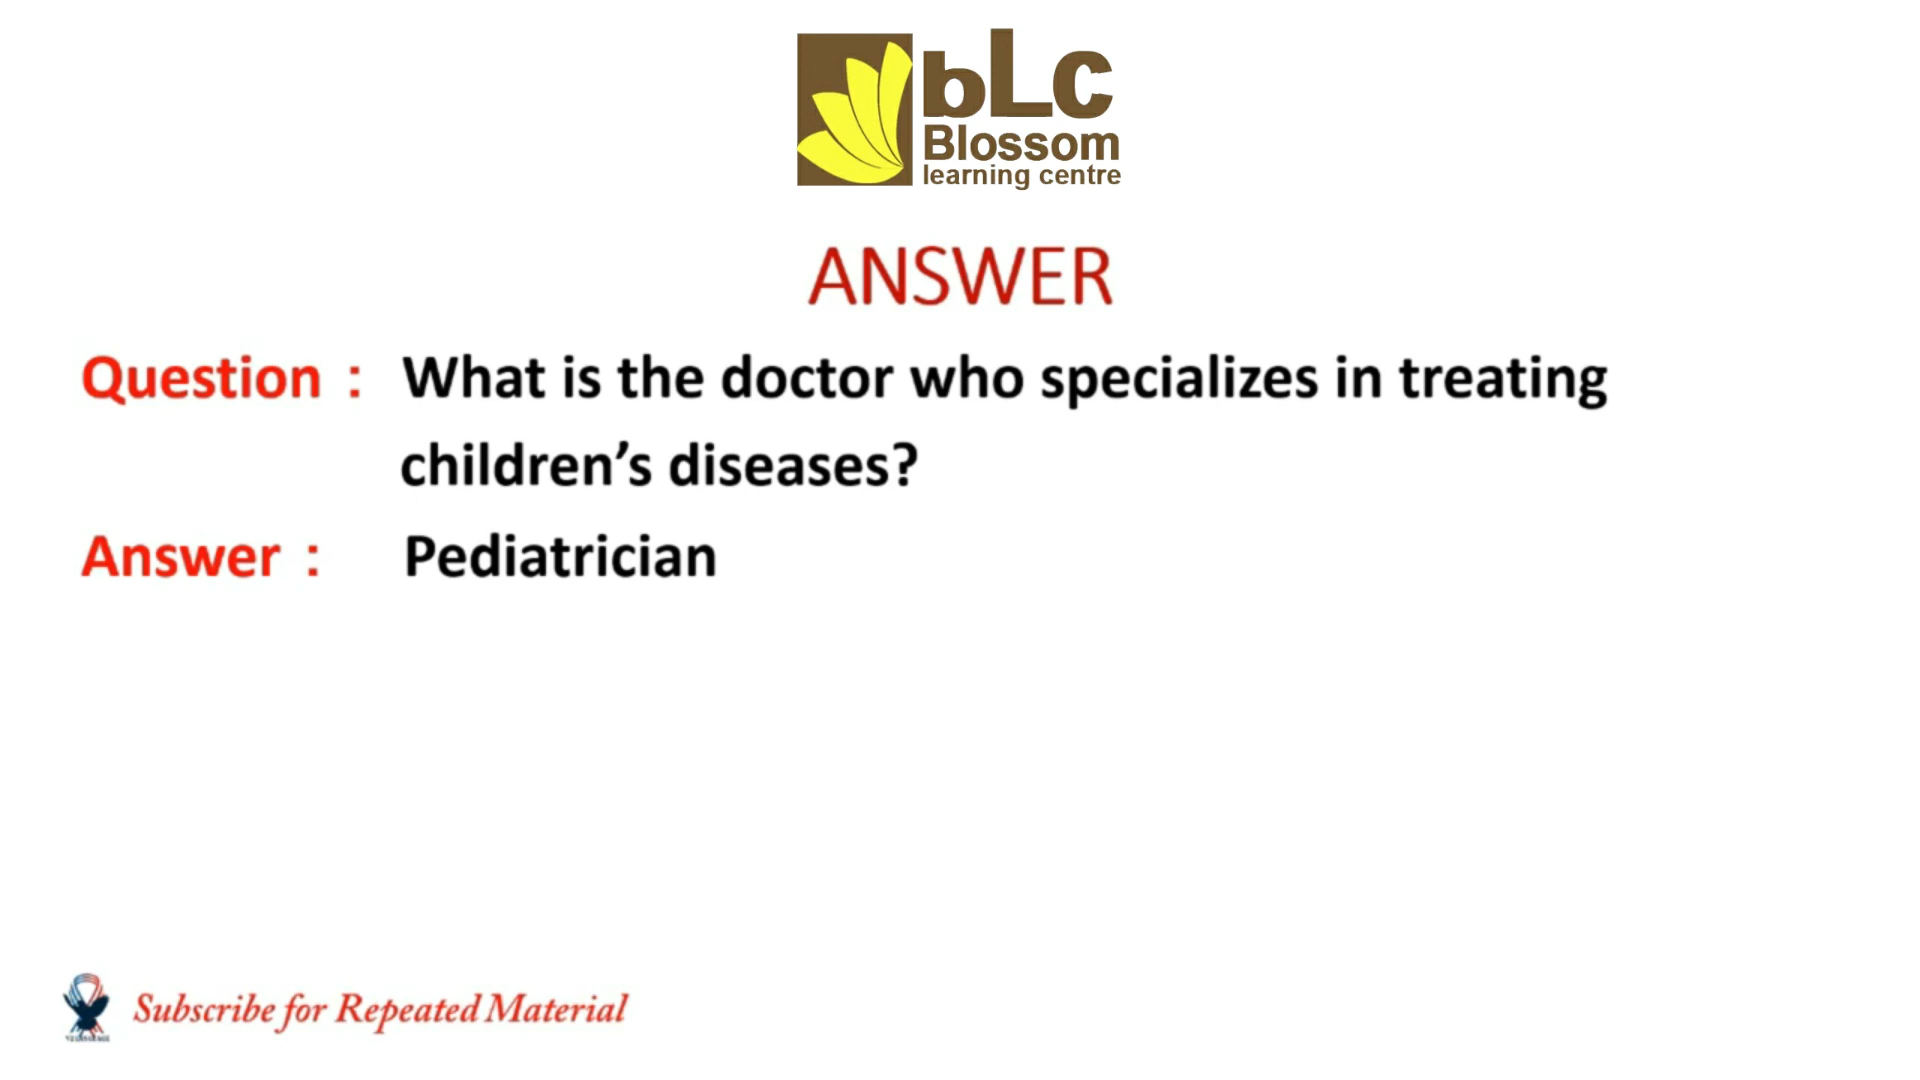 bLc
Blossom
learning centre
ANSWER
Question : What is the doctor who specializes in treating
children’s diseases?
Answer : Pediatrician
Subscribe for Repeated Material